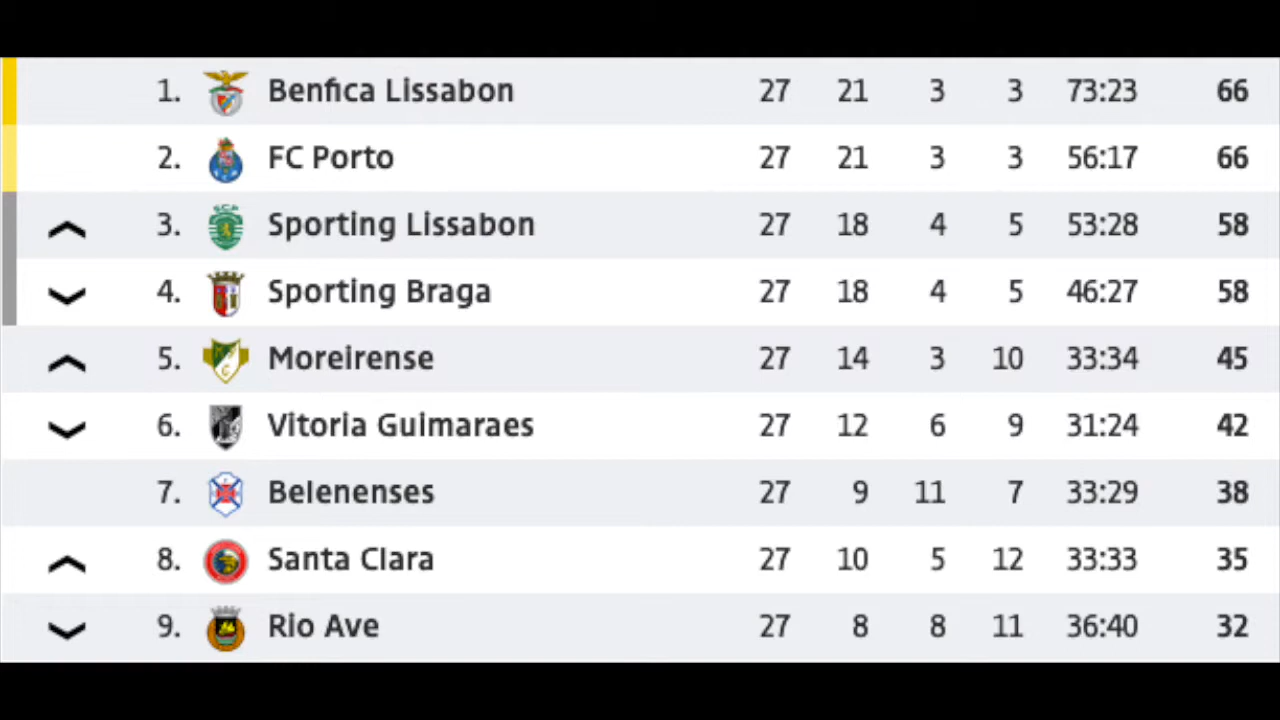 1. Benfica Lissabon 27 21 3 3 73:23 66
2. FC Porto 27 21 3 3 56:17 66
3. Sporting Lissabon 27 18 4 5 53:28 58
4. Sporting Braga 27 18 4 5 46:27 58
5. Moreirense 27 14 3 10 33:34 45
6. Vitoria Guimaraes 27 12 6 9 31:24 42
7. Belenenses 27 9 11 7 33:29 38
8. Santa Clara 27 10 5 12 33:33 35
9. Rio Ave 27 8 8 11 36:40 32